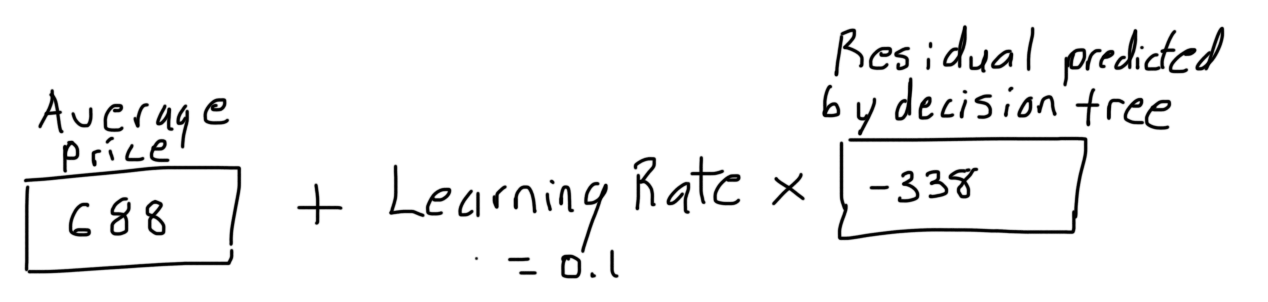 Average
price
688
+ Learning Rate ×
= 0.1
Residual predicted
by decision tree
-338